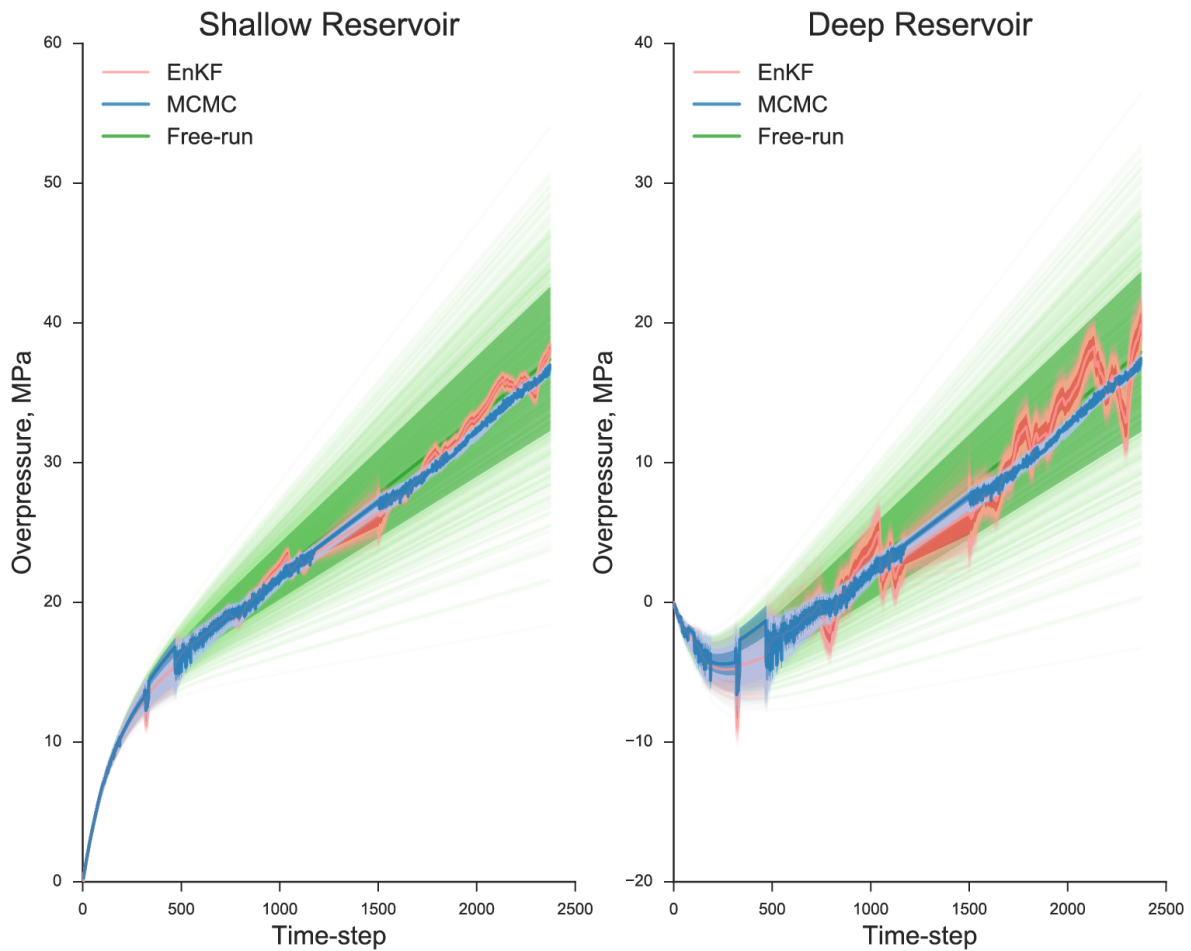 Shallow Reservoir
60
50
40
30
20
10
0
Overpressure, MPa
EnKF
MCMC
Free-run
0 500 1000 1500 2000 2500
Time-step
Deep Reservoir
40
30
20
10
0
−10
−20
Overpressure, MPa
EnKF
MCMC
Free-run
0 500 1000 1500 2000 2500
Time-step